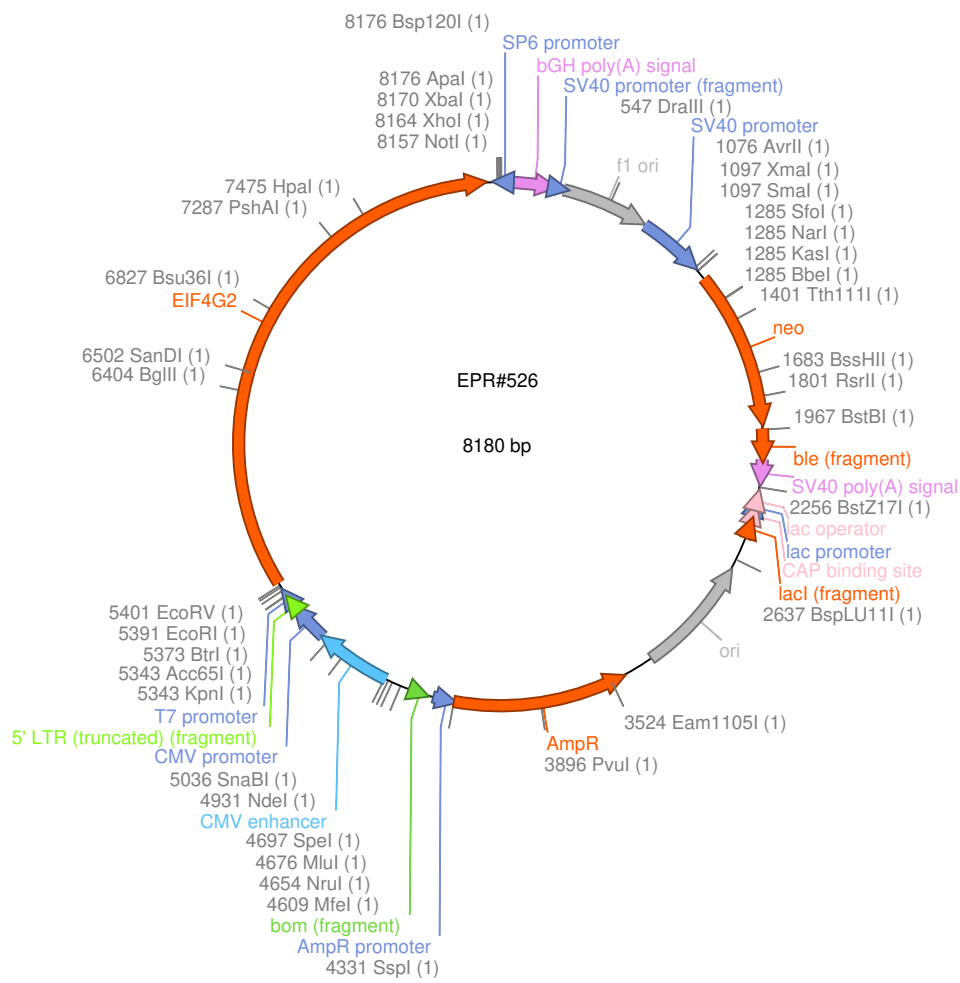 8176 Bsp120I (1)
SP6 promoter
bGH poly(A) signal
8176 ApaI (1)
SV40 promoter (fragment)
8170 XbaI (1)
547 DraIII (1)
8164 XhoI (1)
SV40 promoter
8157 NotI (1)
1076 AvrII (1)
f1 ori
1097 XmaI (1)
7475 HpaI (1)
1097 SmaI (1)
7287 PshAI (1)
1285 SfoI (1)
1285 NarI (1)
1285 KasI (1)
6827 Bsu36I (1)
1285 BbeI (1)
EIF4G2
1401 Tth111I (1)
neo
6502 SanDI (1)
1683 BssHII (1)
6404 BglII (1)
EPR#526
1801 RsrII (1)
1967 BstBI (1)
8180 bp
ble (fragment)
SV40 poly(A) signal
2256 BstZ17I (1)
lac operator
lac promoter
CAP binding site
lacI (fragment)
5401 EcoRV (1)
2637 BspLU11I (1)
5391 EcoRI (1)
ori
5373 BtrI (1)
5343 Acc65I (1)
5343 KpnI (1)
T7 promoter
3524 Eam1105I (1)
5' LTR (truncated) (fragment)
AmpR
CMV promoter
3896 PvuI (1)
5036 SnaBI (1)
4931 NdeI (1)
CMV enhancer
4697 SpeI (1)
4676 MluI (1)
4654 NruI (1)
4609 MfeI (1)
bom (fragment)
AmpR promoter
4331 SspI (1)